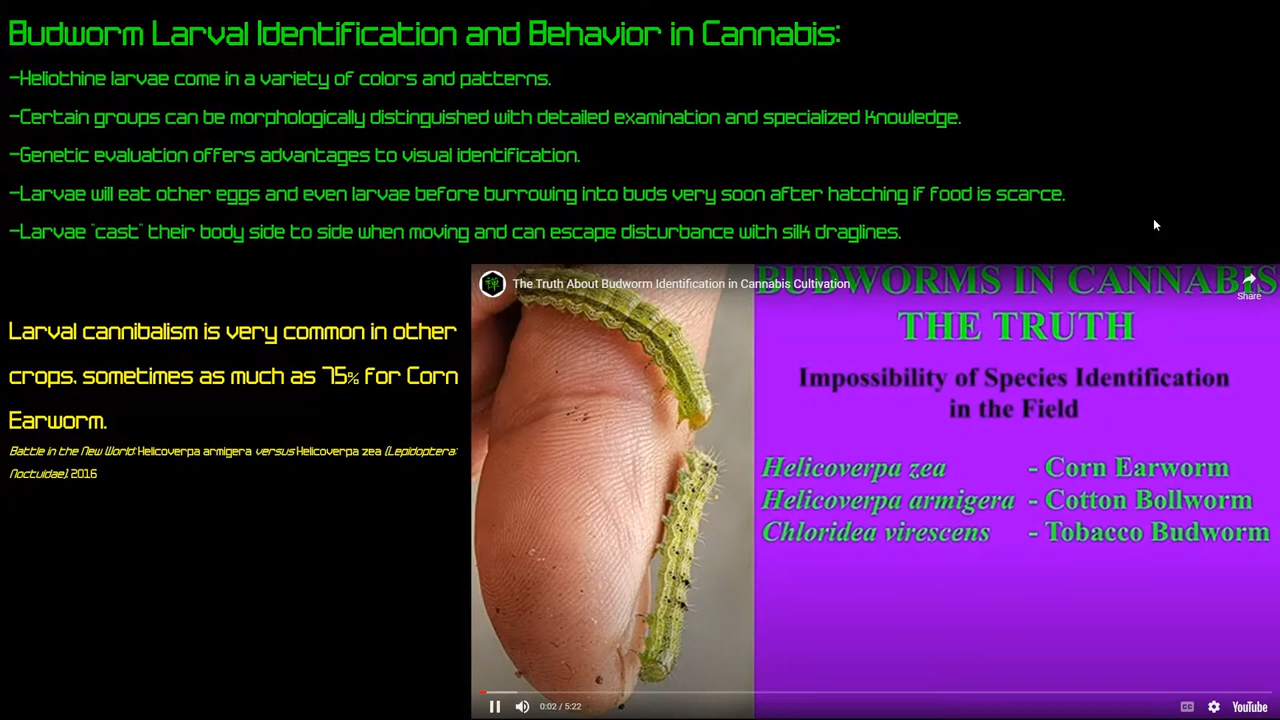 Budworm Larval Identification and Behavior in Cannabis:
-Heliothine larvae come in a variety of colors and patterns.
-Certain groups can be morphologically distinguished with detailed examination and specialized knowledge.
-Genetic evaluation offers advantages to visual identification.
-Larvae will eat other eggs and even larvae before burrowing into buds very soon after hatching if food is scarce.
-Larvae "cast" their body side to side when moving and can escape disturbance with silk draglines.
Larval cannibalism is very common in other
crops, sometimes as much as 75% for Corn
Earworm.
Battle in the New World: Helicoverpa armigera versus Helicoverpa zea (Lepidoptera:
Noctuidae). 2016
禪
The Truth About Budworm Identification in Cannabis Cultivation
Share
BUDWORMS IN CANNABIS
THE TRUTH
Impossibility of Species Identification
in the Field
Helicoverpa zea - Corn Earworm
Helicoverpa armigera - Cotton Bollworm
Chloridea virescens - Tobacco Budworm
0:02 / 5:22
CC
YouTube